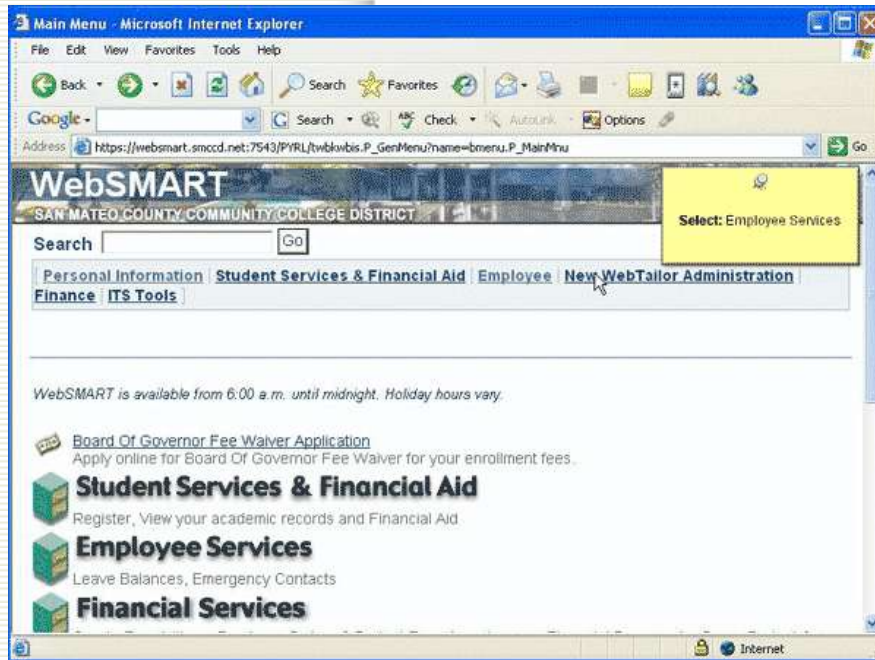 Main Menu - Microsoft Internet Explorer
File Edit View Favorites Tools Help
Back Search Favorites
Google Search Check AutoLink Options
Address https://websmart.smccd.net:7543/PYRL/twbkwbis.P_GenMenu?name=bmenu.P_MainMnu Go
WebSMART
SAN MATEO COUNTY COMMUNITY COLLEGE DISTRICT
Select: Employee Services
Search Go
Personal Information Student Services & Financial Aid Employee New WebTailor Administration
Finance ITS Tools
WebSMART is available from 6:00 a.m. until midnight. Holiday hours vary.
Board Of Governor Fee Waiver Application
Apply online for Board Of Governor Fee Waiver for your enrollment fees.
Student Services & Financial Aid
Register, View your academic records and Financial Aid
Employee Services
Leave Balances, Emergency Contacts
Financial Services
Internet